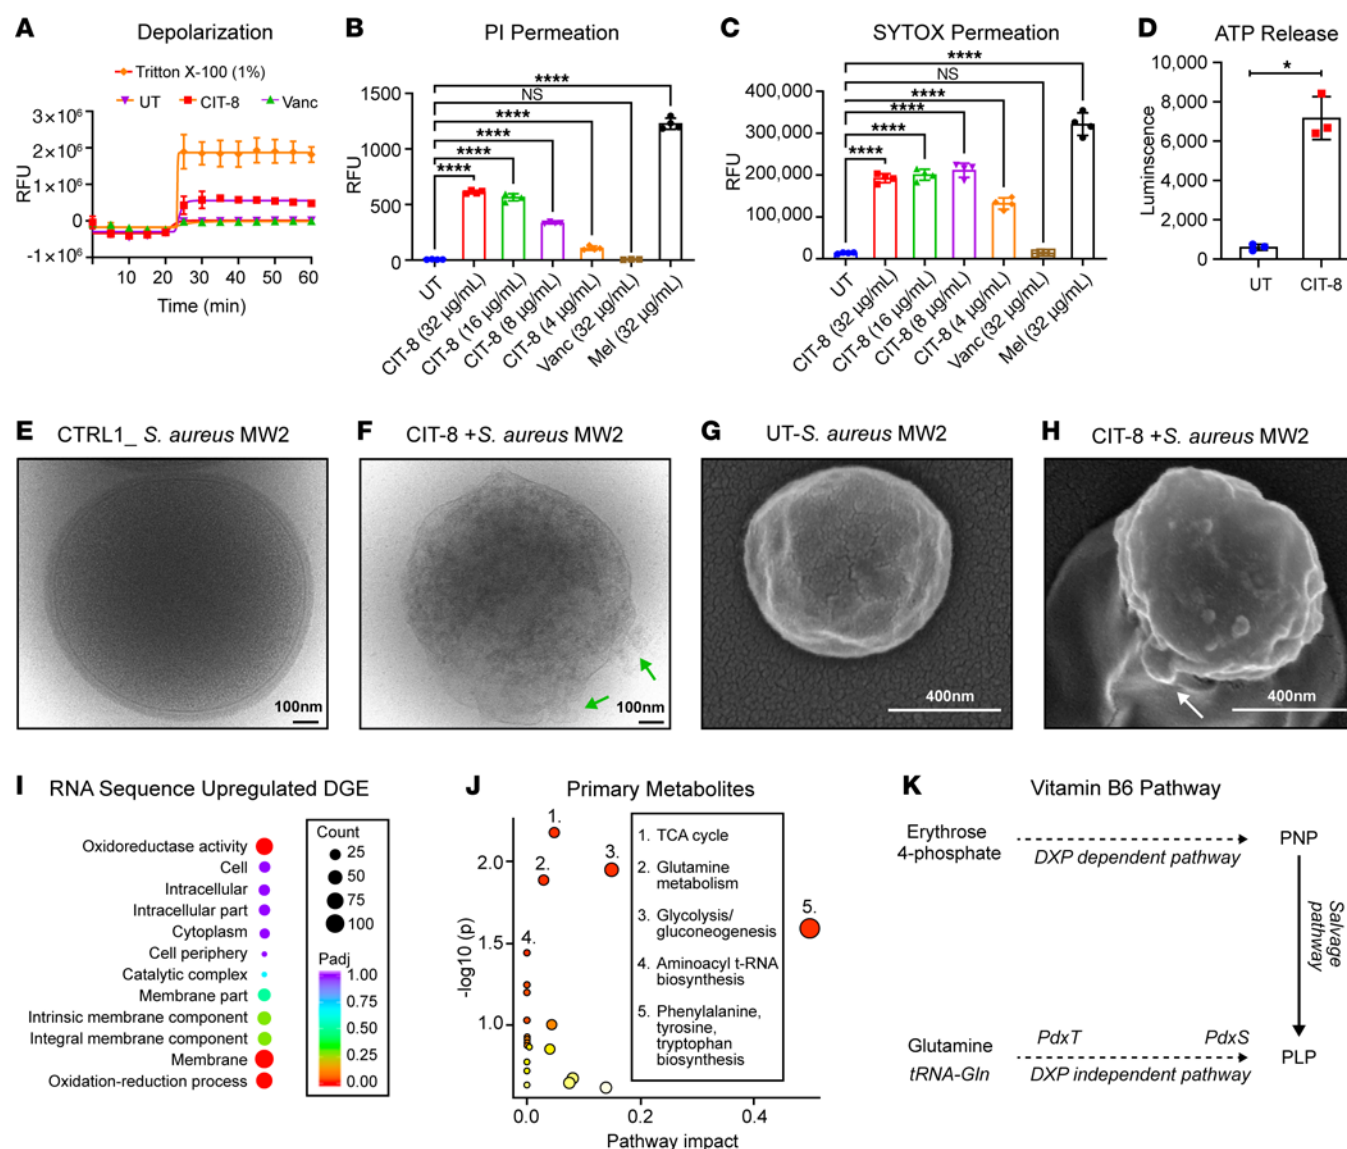 A Depolarization
Tritton X-100 (1%)
UT CIT-8 Vanc
3×10⁶
2×10⁶
1×10⁶
0
-1×10⁶
RFU
10 20 30 40 50 60
Time (min)
B PI Permeation
****
NS
****
****
****
****
1500
1000
500
0
RFU
UT
CIT-8 (32 µg/mL)
CIT-8 (16 µg/mL)
CIT-8 (8 µg/mL)
CIT-8 (4 µg/mL)
Vanc (32 µg/mL)
Mel (32 µg/mL)
C SYTOX Permeation
****
NS
****
****
****
****
400,000
300,000
200,000
100,000
0
RFU
UT
CIT-8 (32 µg/mL)
CIT-8 (16 µg/mL)
CIT-8 (8 µg/mL)
CIT-8 (4 µg/mL)
Vanc (32 µg/mL)
Mel (32 µg/mL)
D ATP Release
*
10,000
8,000
6,000
4,000
2,000
0
Luminiscence
UT CIT-8
E CTRL1_ S. aureus MW2
100nm
F CIT-8 +S. aureus MW2
100nm
G UT-S. aureus MW2
400nm
H CIT-8 +S. aureus MW2
400nm
I RNA Sequence Upregulated DGE
Oxidoreductase activity
Cell
Intracellular
Intracellular part
Cytoplasm
Cell periphery
Catalytic complex
Membrane part
Intrinsic membrane component
Integral membrane component
Membrane
Oxidation-reduction process
Count
25
50
75
100
Padj
1.00
0.75
0.50
0.25
0.00
J Primary Metabolites
1.
2.
3.
4.
5.
2.0
1.5
1.0
-log10 (p)
0.0 0.2 0.4
Pathway impact
1. TCA cycle
2. Glutamine
metabolism
3. Glycolysis/
gluconeogenesis
4. Aminoacyl t-RNA
biosynthesis
5. Phenylalanine,
tyrosine,
tryptophan
biosynthesis
K Vitamin B6 Pathway
Erythrose
4-phosphate
DXP dependent pathway
PNP
Salvage
pathway
Glutamine
tRNA-Gln
PdxT PdxS
DXP independent pathway
PLP